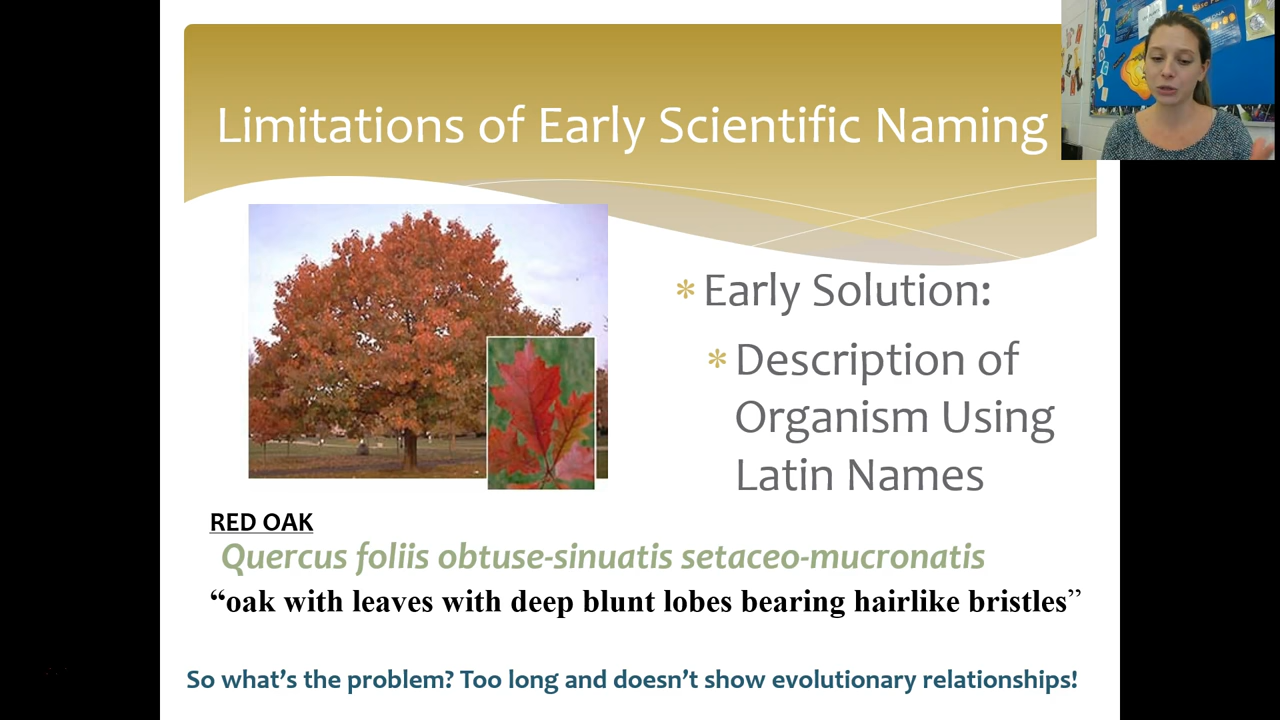 Limitations of Early Scientific Naming
* Early Solution:
* Description of
Organism Using
Latin Names
RED OAK
Quercus foliis obtuse-sinuatis setaceo-mucronatis
“oak with leaves with deep blunt lobes bearing hairlike bristles”
So what’s the problem? Too long and doesn’t show evolutionary relationships!